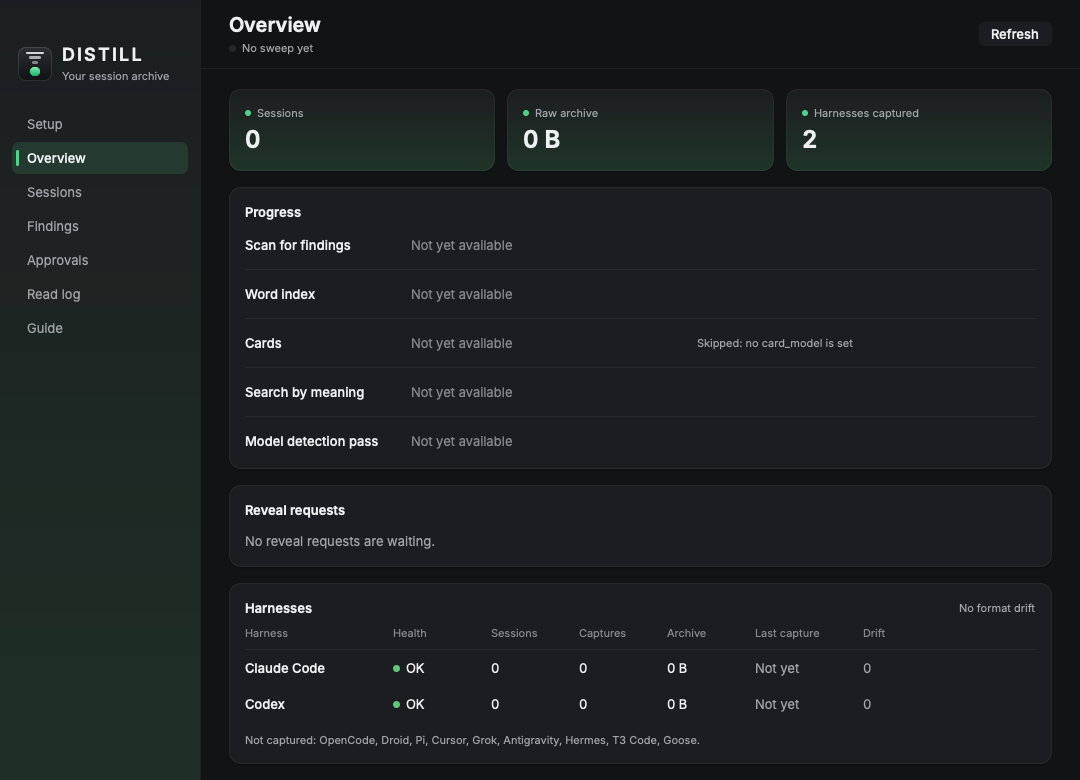 DISTILL
Your session archive
Setup
Overview
Sessions
Findings
Approvals
Read log
Guide
Overview
No sweep yet
Refresh
Sessions
0
Raw archive
0 B
Harnesses captured
2
Progress
Scan for findings Not yet available
Word index Not yet available
Cards Not yet available Skipped: no card_model is set
Search by meaning Not yet available
Model detection pass Not yet available
Reveal requests
No reveal requests are waiting.
Harnesses No format drift
Harness Health Sessions Captures Archive Last capture Drift
Claude Code OK 0 0 0 B Not yet 0
Codex OK 0 0 0 B Not yet 0
Not captured: OpenCode, Droid, Pi, Cursor, Grok, Antigravity, Hermes, T3 Code, Goose.